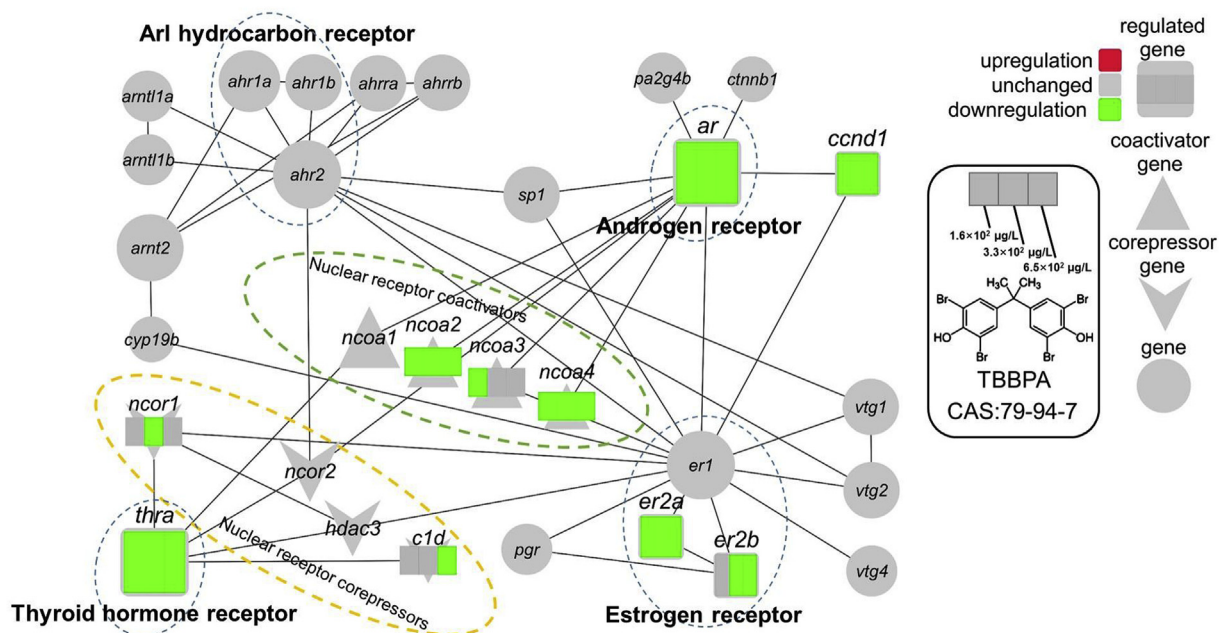 Arl hydrocarbon receptor
ahr1a
ahr1b
ahrra
ahrrb
arntl1a
arntl1b
ahr2
arnt2
cyp19b
sp1
pa2g4b
ctnnb1
ar
ccnd1
Androgen receptor
Nuclear receptor coactivators
ncoa1
ncoa2
ncoa3
ncoa4
ncor1
ncor2
hdac3
c1d
Nuclear receptor corepressors
thra
Thyroid hormone receptor
er1
er2a
er2b
pgr
Estrogen receptor
vtg1
vtg2
vtg4
upregulation
unchanged
downregulation
regulated
gene
coactivator
gene
corepressor
gene
gene
1.6×10² µg/L
3.3×10² µg/L
6.5×10² µg/L
H₃C CH₃
Br Br
HO OH
Br Br
TBBPA
CAS:79-94-7